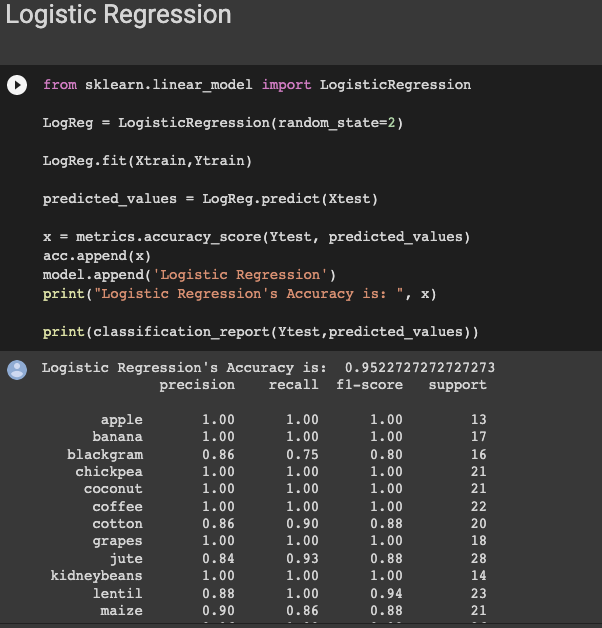 Logistic Regression
from sklearn.linear_model import LogisticRegression
LogReg = LogisticRegression(random_state=2)
LogReg.fit(Xtrain,Ytrain)
predicted_values = LogReg.predict(Xtest)
x = metrics.accuracy_score(Ytest, predicted_values)
acc.append(x)
model.append('Logistic Regression')
print("Logistic Regression's Accuracy is: ", x)
print(classification_report(Ytest,predicted_values))
Logistic Regression's Accuracy is:  0.9522727272727273
precision recall f1-score support
apple 1.00 1.00 1.00 13
banana 1.00 1.00 1.00 17
blackgram 0.86 0.75 0.80 16
chickpea 1.00 1.00 1.00 21
coconut 1.00 1.00 1.00 21
coffee 1.00 1.00 1.00 22
cotton 0.86 0.90 0.88 20
grapes 1.00 1.00 1.00 18
jute 0.84 0.93 0.88 28
kidneybeans 1.00 1.00 1.00 14
lentil 0.88 1.00 0.94 23
maize 0.90 0.86 0.88 21